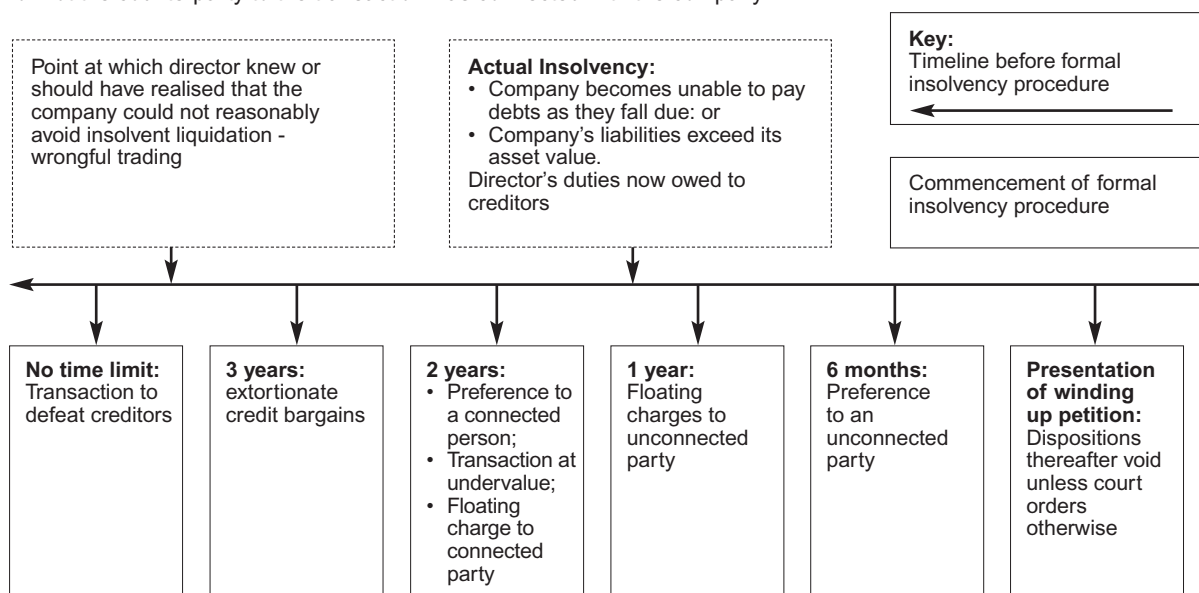 Point at which director knew or
should have realised that the
company could not reasonably
avoid insolvent liquidation -
wrongful trading
Actual Insolvency:
• Company becomes unable to pay
debts as they fall due: or
• Company's liabilities exceed its
asset value.
Director's duties now owed to
creditors
Key:
Timeline before formal
insolvency procedure
Commencement of formal
insolvency procedure
No time limit:
Transaction to
defeat creditors
3 years:
extortionate
credit bargains
2 years:
• Preference to
a connected
person;
• Transaction at
undervalue;
• Floating
charge to
connected
party
1 year:
Floating
charges to
unconnected
party
6 months:
Preference
to an
unconnected
party
Presentation
of winding
up petition:
Dispositions
thereafter void
unless court
orders
otherwise